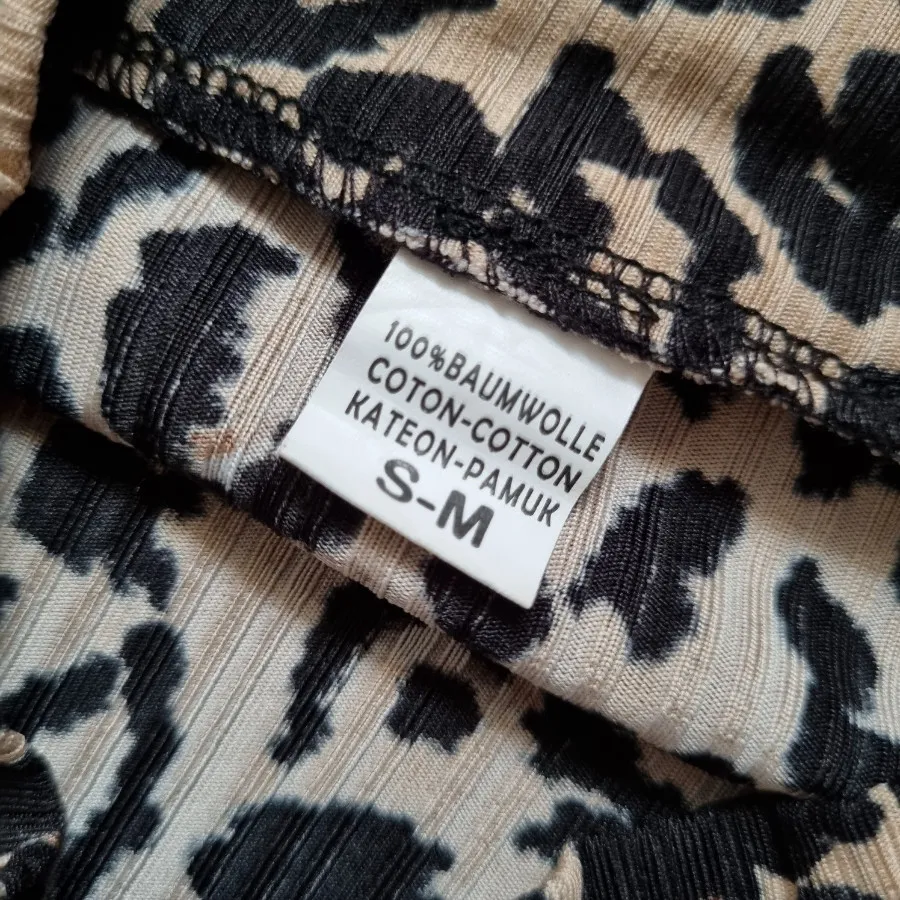 100%BAUMWOLLE
COTON-COTTON
KATEON-PAMUK
S-M